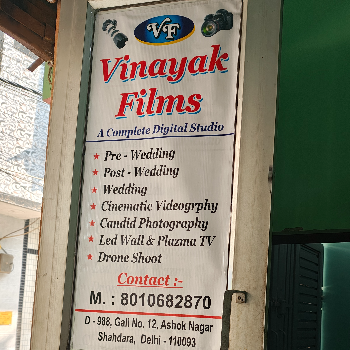 VF
Vinayak
Films
A Complete Digital Studio
★ Pre - Wedding
★ Post - Wedding
★ Wedding
★ Cinematic Videogrphy
★ Candid Photography
★ Led Wall & Plazma TV
★ Drone Shoot
Contact :-
M. : 8010682870
D - 988, Gali No. 12, Ashok Nagar
Shahdara, Delhi - 110093